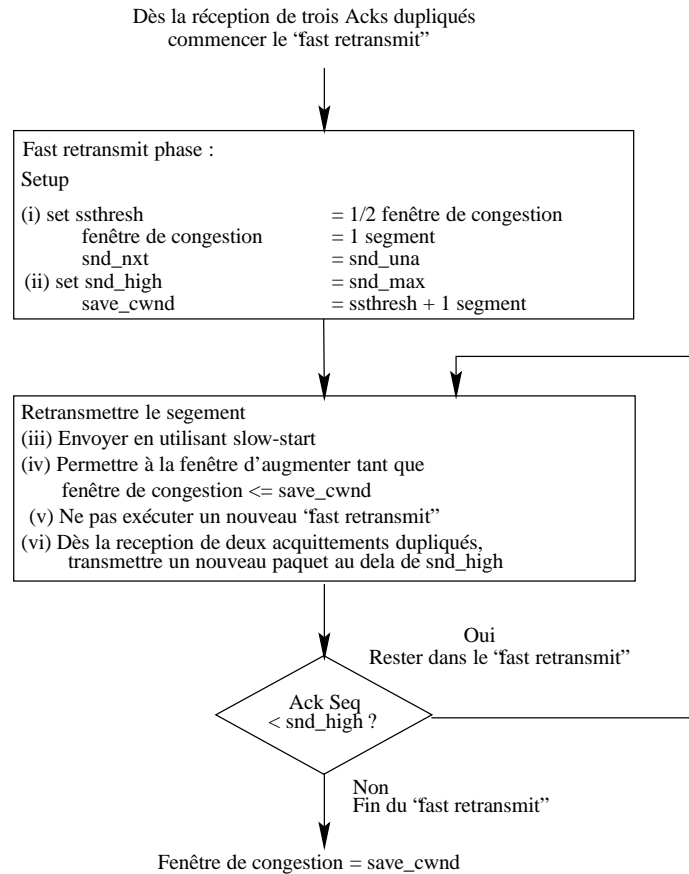 Dès la réception de trois Acks dupliqués
commencer le “fast retransmit”
Fast retransmit phase :
Setup
(i) set ssthresh = 1/2 fenêtre de congestion
fenêtre de congestion = 1 segment
snd_nxt = snd_una
(ii) set snd_high = snd_max
save_cwnd = ssthresh + 1 segment
Retransmettre le segement
(iii) Envoyer en utilisant slow-start
(iv) Permettre à la fenêtre d’augmenter tant que
fenêtre de congestion <= save_cwnd
(v) Ne pas exécuter un nouveau “fast retransmit”
(vi) Dès la reception de deux acquittements dupliqués,
transmettre un nouveau paquet au dela de snd_high
Oui
Rester dans le “fast retransmit”
Ack Seq
< snd_high ?
Non
Fin du “fast retransmit”
Fenêtre de congestion = save_cwnd